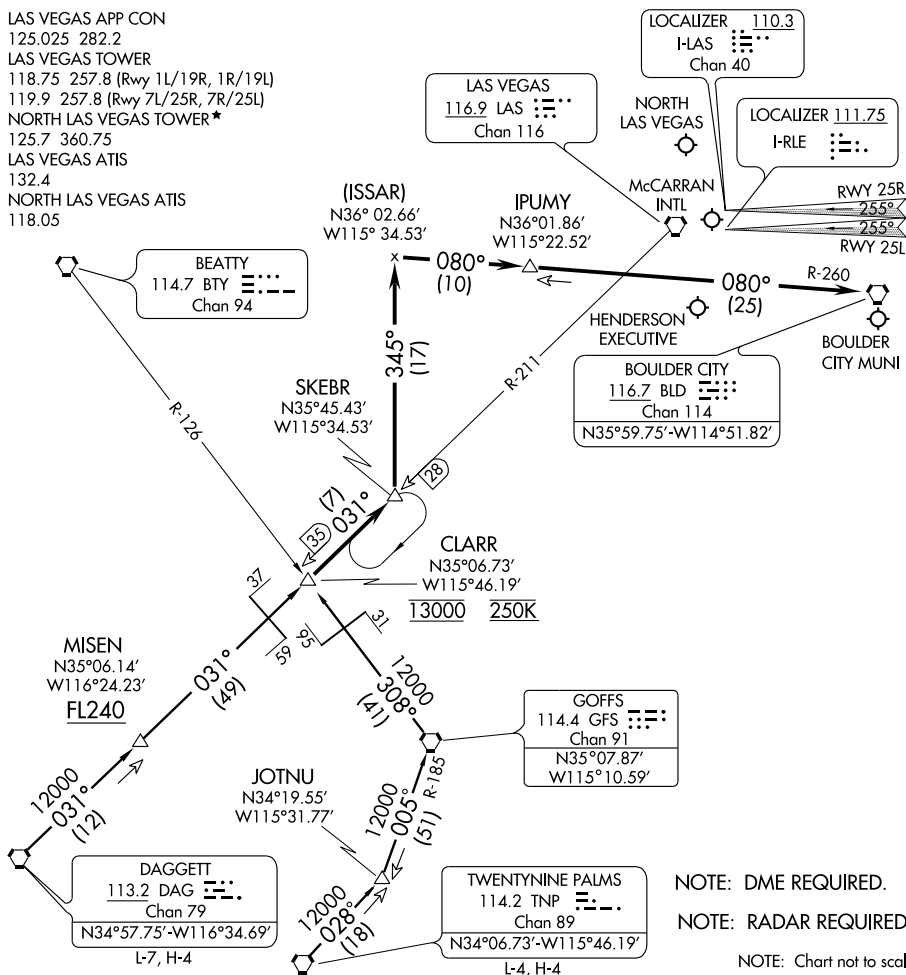 LAS VEGAS APP CON
125.025 282.2
LAS VEGAS TOWER
118.75 257.8 (Rwy 1L/19R, 1R/19L)
119.9 257.8 (Rwy 7L/25R, 7R/25L)
NORTH LAS VEGAS TOWER★
125.7 360.75
LAS VEGAS ATIS
132.4
NORTH LAS VEGAS ATIS
118.05
LOCALIZER 110.3
I-LAS
Chan 40
LAS VEGAS
116.9 LAS
Chan 116
NORTH
LAS VEGAS
LOCALIZER 111.75
I-RLE
McCARRAN
INTL
RWY 25R
255°
255°
RWY 25L
(ISSAR)
N36° 02.66'
W115° 34.53'
x
IPUMY
N36°01.86'
W115°22.52'
080°
(10)
080°
(25)
R-260
BEATTY
114.7 BTY
Chan 94
HENDERSON
EXECUTIVE
BOULDER
CITY MUNI
345°
(17)
R-211
BOULDER CITY
116.7 BLD
Chan 114
N35°59.75'-W114°51.82'
SKEBR
N35°45.43'
W115°34.53'
R-126
28
(7)
031°
35
CLARR
N35°06.73'
W115°46.19'
13000 250K
37
59
31
95
MISEN
N35°06.14'
W116°24.23'
FL240
031°
(49)
12000
308°
(41)
GOFFS
114.4 GFS
Chan 91
N35°07.87'
W115°10.59'
JOTNU
N34°19.55'
W115°31.77'
12000
005°
(51)
R-185
12000
031°
(12)
DAGGETT
113.2 DAG
Chan 79
N34°57.75'-W116°34.69'
L-7, H-4
12000
028°
(18)
TWENTYNINE PALMS
114.2 TNP
Chan 89
N34°06.73'-W115°46.19'
L-4, H-4
NOTE: DME REQUIRED.
NOTE: RADAR REQUIRED
NOTE: Chart not to scal